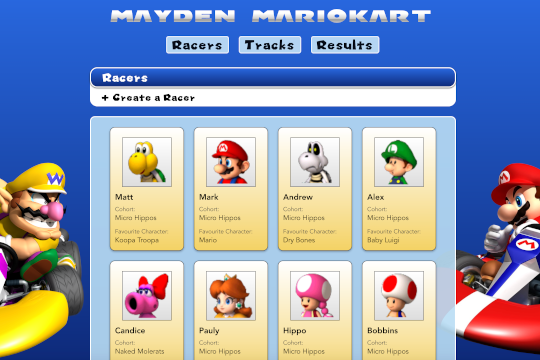 MAYDEN MARIOKART
Racers Tracks Results
Racers
+ Create a Racer
Matt Mark Andrew Alex
Cohort: Cohort: Cohort: Cohort:
Micro Hippos Micro Hippos Micro Hippos Micro Hippos
Favourite Character: Favourite Character: Favourite Character: Favourite Character:
Koopa Troopa Mario Dry Bones Baby Luigi
Candice Pauly Hippo Bobbins
Cohort: Cohort: Cohort: Cohort:
Naked Molerats Micro Hippos Micro Hippos Micro Hippos